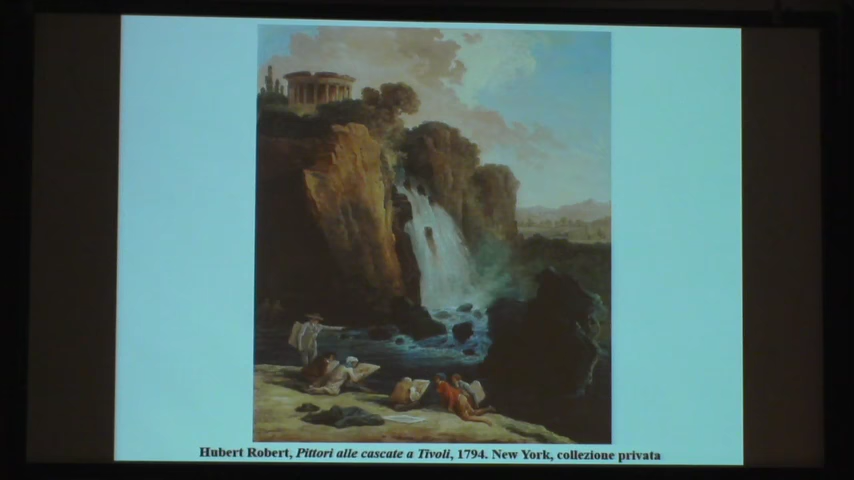 Hubert Robert, Pittori alle cascate a Tivoli, 1794. New York, collezione privata